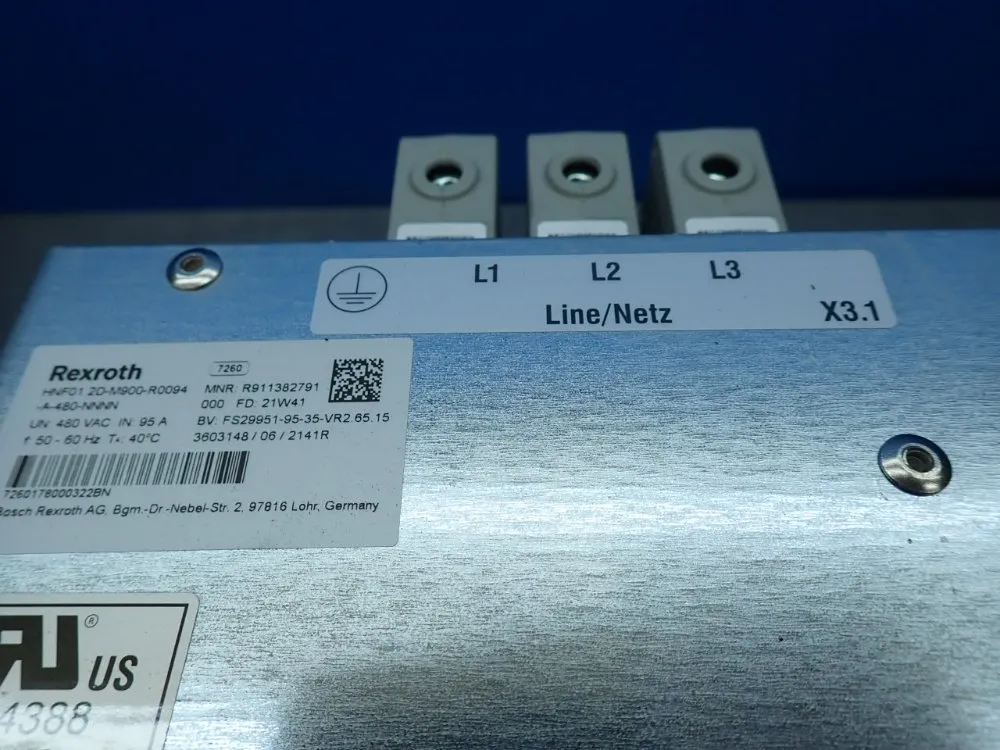 L1 L2 L3
Line/Netz X3.1
Rexroth 7260
HNF01.2D-M900-R0094 MNR: R911382791
-A-480-NNNN 000 FD: 21W41
UN: 480 VAC IN: 95 A BV: FS29951-95-35-VR2.65.15
f: 50 - 60 Hz TA: 40°C 3603148 / 06 / 2141R
7260178000322BN
Bosch Rexroth AG, Bgm.-Dr.-Nebel-Str. 2, 97816 Lohr, Germany
® US
4388